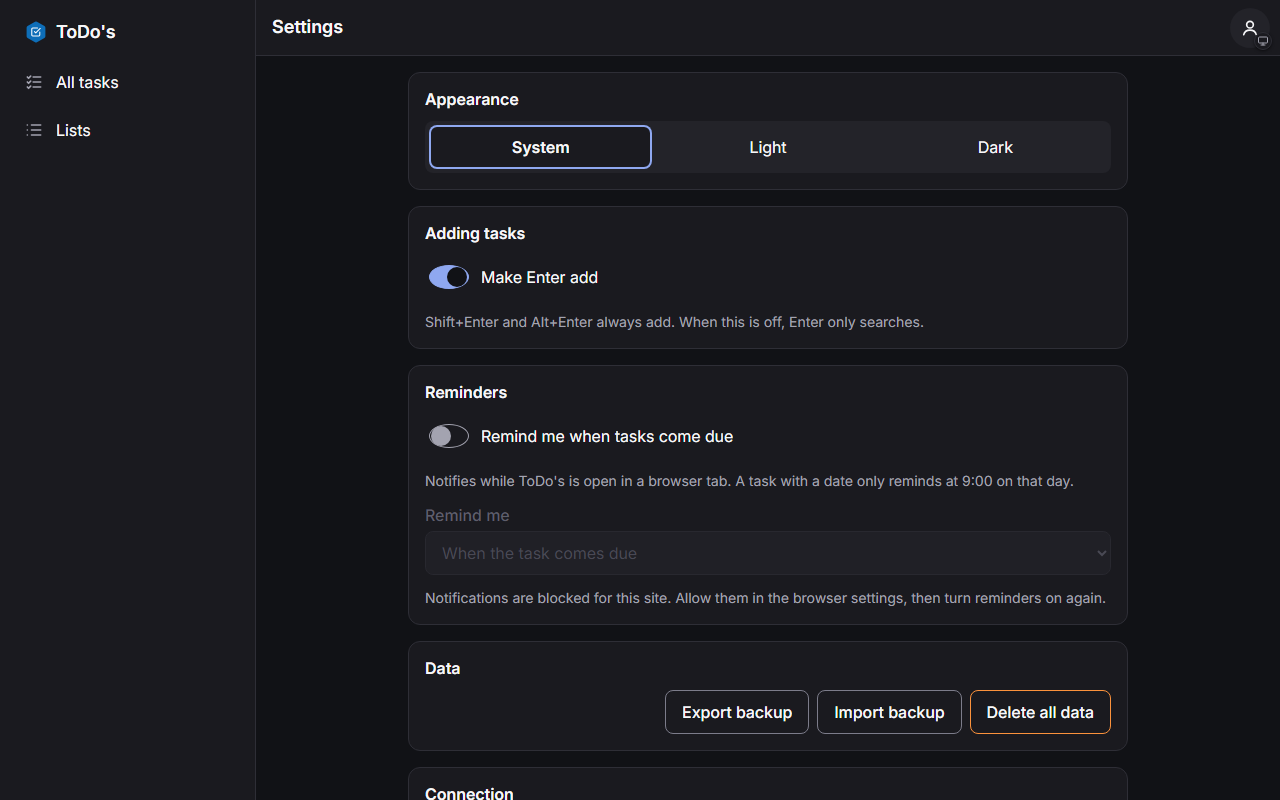 ToDo's
All tasks
Lists
Settings
Appearance
System
Light
Dark
Adding tasks
Make Enter add
Shift+Enter and Alt+Enter always add. When this is off, Enter only searches.
Reminders
Remind me when tasks come due
Notifies while ToDo's is open in a browser tab. A task with a date only reminds at 9:00 on that day.
Remind me
When the task comes due
Notifications are blocked for this site. Allow them in the browser settings, then turn reminders on again.
Data
Export backup
Import backup
Delete all data
Connection